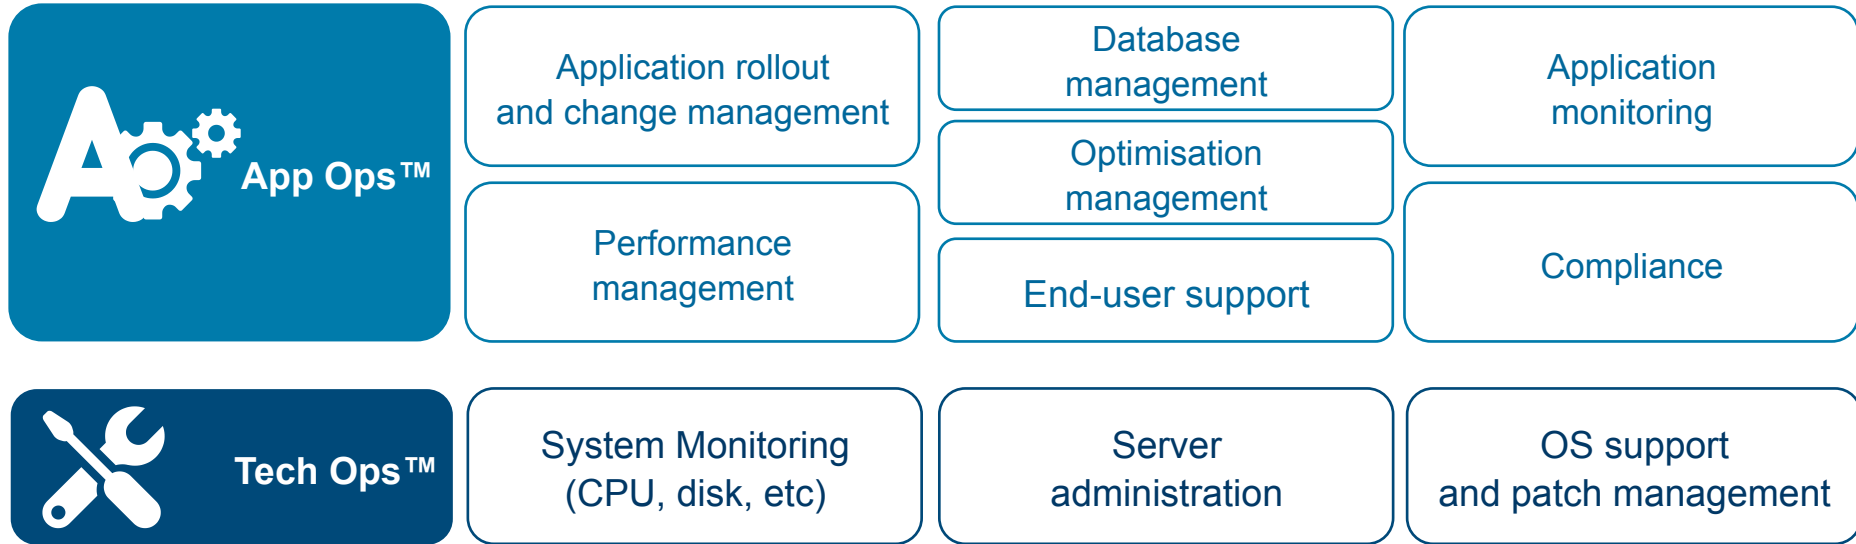 App Ops™
Application rollout
and change management
Performance
management
Database
management
Optimisation
management
End-user support
Application
monitoring
Compliance
Tech Ops™
System Monitoring
(CPU, disk, etc)
Server
administration
OS support
and patch management